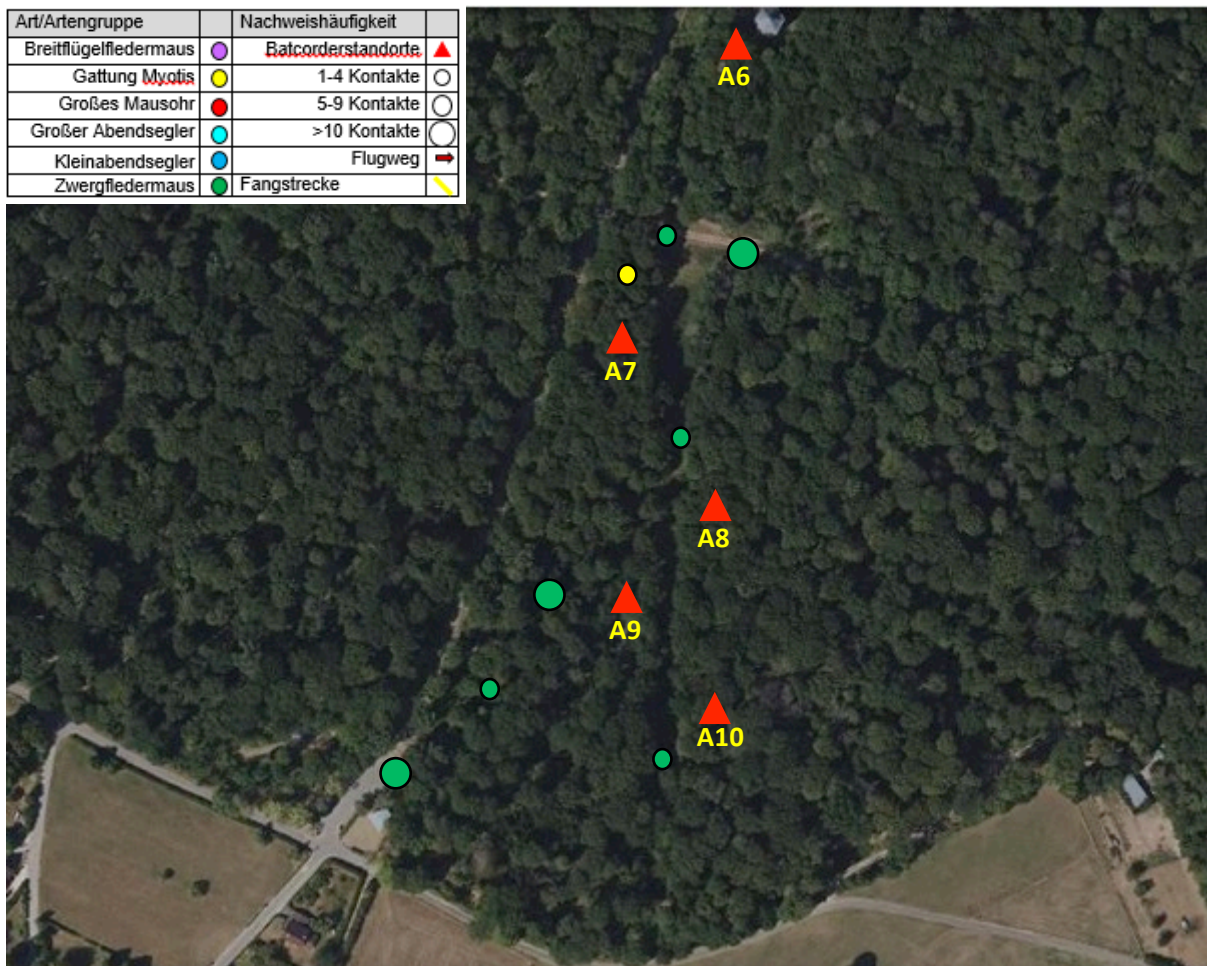 Art/Artengruppe Nachweishäufigkeit
Breitflügelfledermaus Batcorderstandorte
Gattung Myotis 1-4 Kontakte
Großes Mausohr 5-9 Kontakte
Großer Abendsegler >10 Kontakte
Kleinabendsegler Flugweg
Zwergfledermaus Fangstrecke
A6
A7
A8
A9
A10